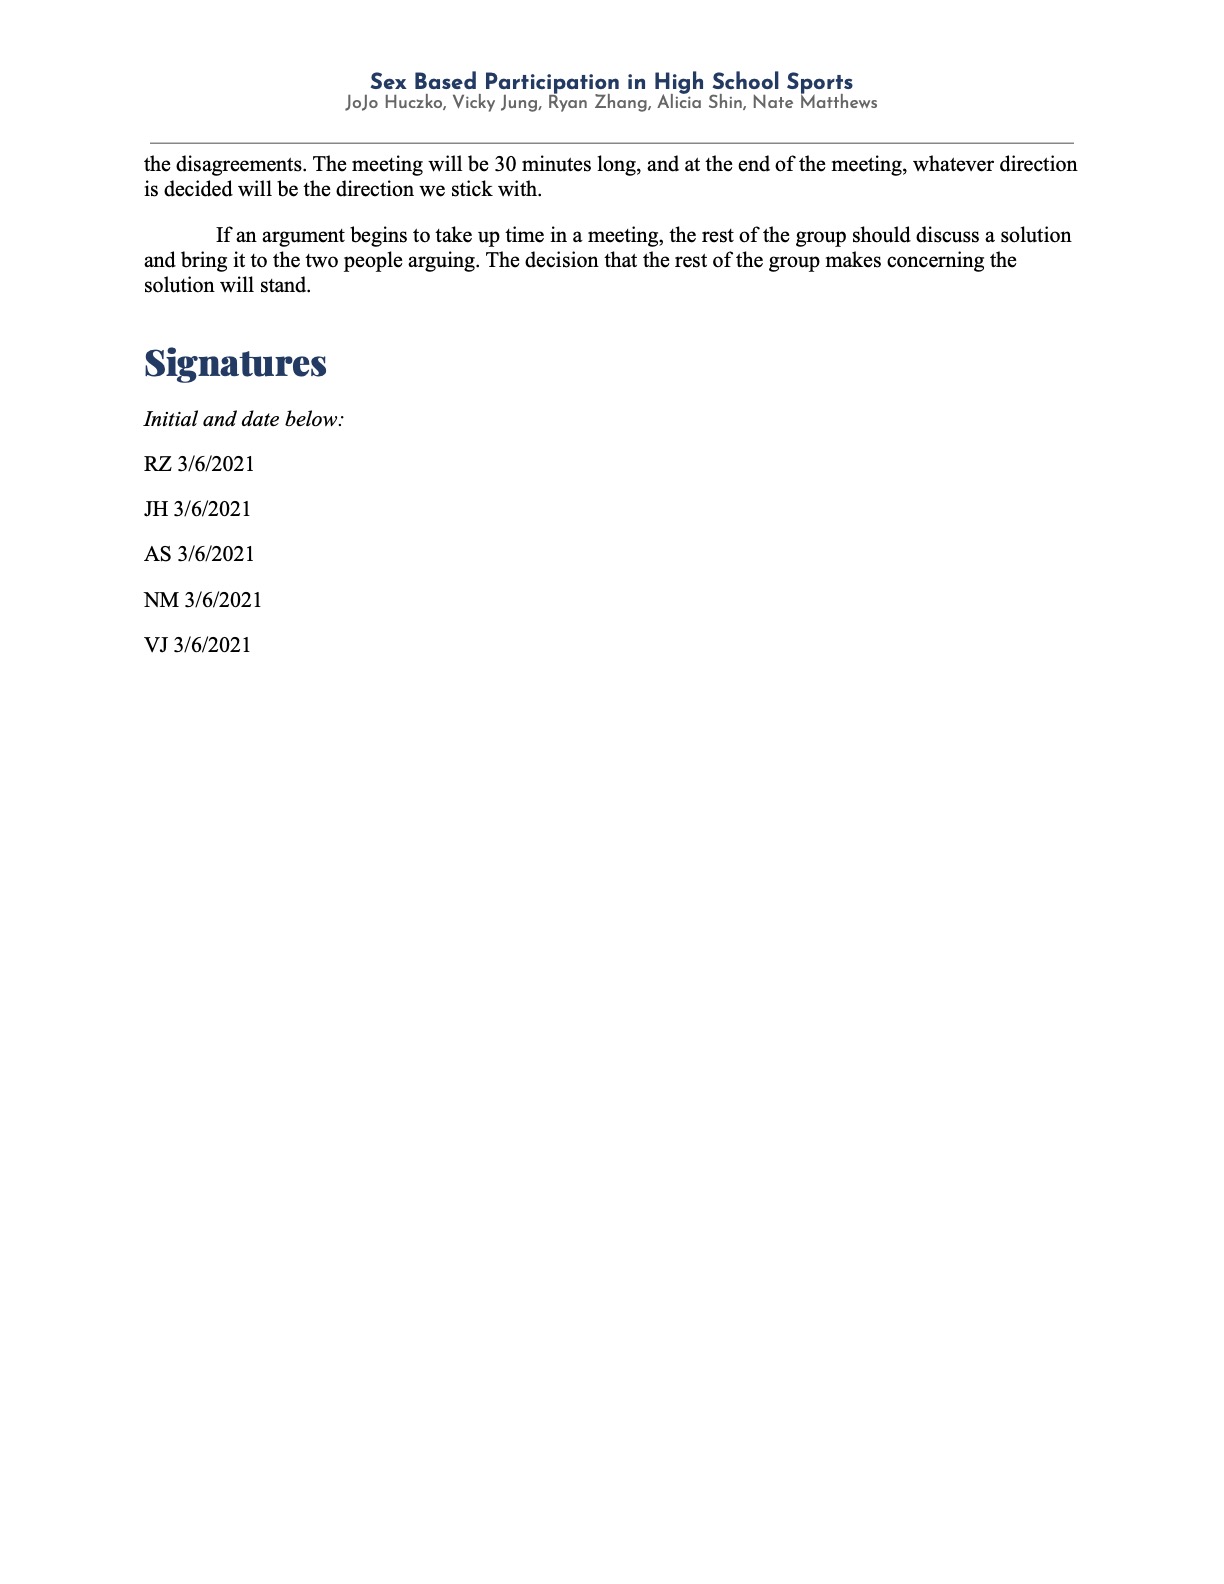 Sex Based Participation in High School Sports
JoJo Huczko, Vicky Jung, Ryan Zhang, Alicia Shin, Nate Matthews
the disagreements. The meeting will be 30 minutes long, and at the end of the meeting, whatever direction
is decided will be the direction we stick with.
If an argument begins to take up time in a meeting, the rest of the group should discuss a solution
and bring it to the two people arguing. The decision that the rest of the group makes concerning the
solution will stand.
Signatures
Initial and date below:
RZ 3/6/2021
JH 3/6/2021
AS 3/6/2021
NM 3/6/2021
VJ 3/6/2021